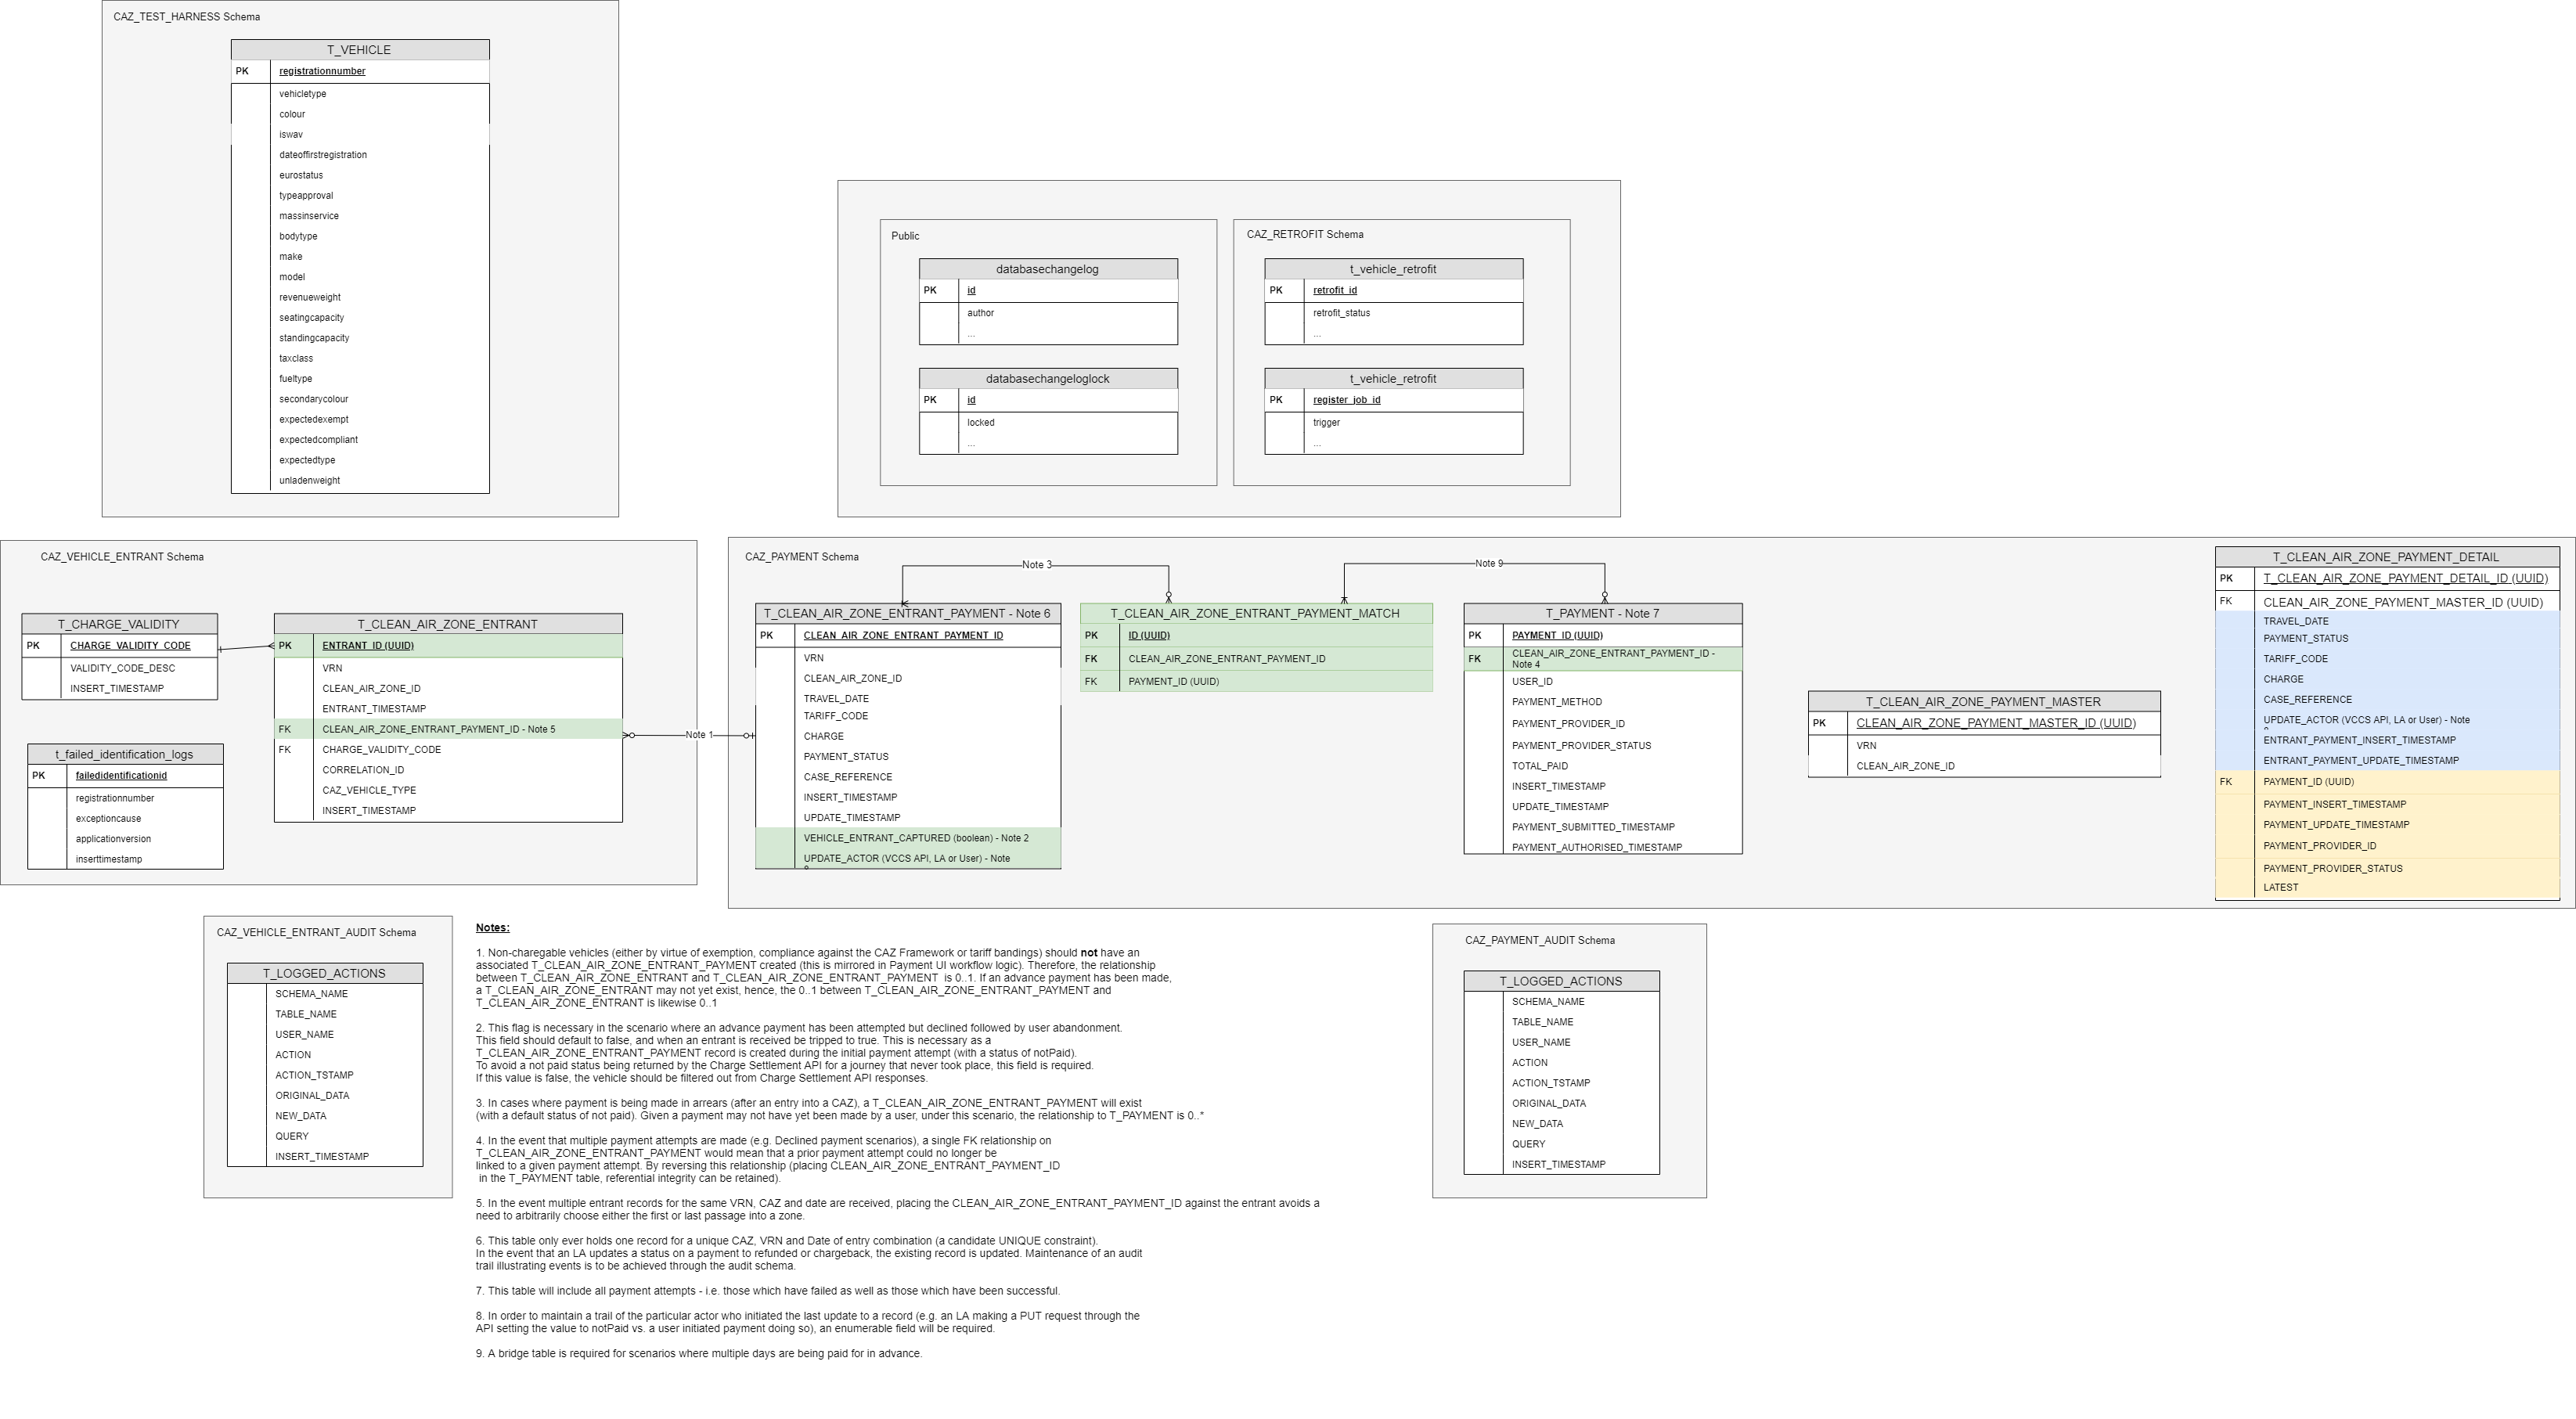 CAZ_TEST_HARNESS Schema
T_VEHICLE
PK registrationnumber
vehicletype
colour
iswav
dateoffirstregistration
eurostatus
typeapproval
massinservice
bodytype
make
model
revenueweight
seatingcapacity
standingcapacity
taxclass
fueltype
secondarycolour
expectedexempt
expectedcompliant
expectedtype
unladenweight
Public
databasechangelog
PK id
author
...
databasechangeloglock
PK id
locked
...
CAZ_RETROFIT Schema
t_vehicle_retrofit
PK retrofit_id
retrofit_status
...
t_vehicle_retrofit
PK register_job_id
trigger
...
CAZ_VEHICLE_ENTRANT Schema
T_CHARGE_VALIDITY
PK CHARGE_VALIDITY_CODE
VALIDITY_CODE_DESC
INSERT_TIMESTAMP
t_failed_identification_logs
PK failedidentificationid
registrationnumber
exceptioncause
applicationversion
inserttimestamp
T_CLEAN_AIR_ZONE_ENTRANT
PK ENTRANT_ID (UUID)
VRN
CLEAN_AIR_ZONE_ID
ENTRANT_TIMESTAMP
FK CLEAN_AIR_ZONE_ENTRANT_PAYMENT_ID - Note 5
FK CHARGE_VALIDITY_CODE
CORRELATION_ID
CAZ_VEHICLE_TYPE
INSERT_TIMESTAMP
Note 1
CAZ_PAYMENT Schema
Note 3
Note 9
T_CLEAN_AIR_ZONE_ENTRANT_PAYMENT - Note 6
PK CLEAN_AIR_ZONE_ENTRANT_PAYMENT_ID
VRN
CLEAN_AIR_ZONE_ID
TRAVEL_DATE
TARIFF_CODE
CHARGE
PAYMENT_STATUS
CASE_REFERENCE
INSERT_TIMESTAMP
UPDATE_TIMESTAMP
VEHICLE_ENTRANT_CAPTURED (boolean) - Note 2
UPDATE_ACTOR (VCCS API, LA or User) - Note
T_CLEAN_AIR_ZONE_ENTRANT_PAYMENT_MATCH
PK ID (UUID)
FK CLEAN_AIR_ZONE_ENTRANT_PAYMENT_ID
FK PAYMENT_ID (UUID)
T_PAYMENT - Note 7
PK PAYMENT_ID (UUID)
FK CLEAN_AIR_ZONE_ENTRANT_PAYMENT_ID -
Note 4
USER_ID
PAYMENT_METHOD
PAYMENT_PROVIDER_ID
PAYMENT_PROVIDER_STATUS
TOTAL_PAID
INSERT_TIMESTAMP
UPDATE_TIMESTAMP
PAYMENT_SUBMITTED_TIMESTAMP
PAYMENT_AUTHORISED_TIMESTAMP
T_CLEAN_AIR_ZONE_PAYMENT_MASTER
PK CLEAN_AIR_ZONE_PAYMENT_MASTER_ID (UUID)
VRN
CLEAN_AIR_ZONE_ID
T_CLEAN_AIR_ZONE_PAYMENT_DETAIL
PK T_CLEAN_AIR_ZONE_PAYMENT_DETAIL_ID (UUID)
FK CLEAN_AIR_ZONE_PAYMENT_MASTER_ID (UUID)
TRAVEL_DATE
PAYMENT_STATUS
TARIFF_CODE
CHARGE
CASE_REFERENCE
UPDATE_ACTOR (VCCS API, LA or User) - Note
ENTRANT_PAYMENT_INSERT_TIMESTAMP
ENTRANT_PAYMENT_UPDATE_TIMESTAMP
FK PAYMENT_ID (UUID)
PAYMENT_INSERT_TIMESTAMP
PAYMENT_UPDATE_TIMESTAMP
PAYMENT_PROVIDER_ID
PAYMENT_PROVIDER_STATUS
LATEST
CAZ_VEHICLE_ENTRANT_AUDIT Schema
T_LOGGED_ACTIONS
SCHEMA_NAME
TABLE_NAME
USER_NAME
ACTION
ACTION_TSTAMP
ORIGINAL_DATA
NEW_DATA
QUERY
INSERT_TIMESTAMP
Notes:
1. Non-charegable vehicles (either by virtue of exemption, compliance against the CAZ Framework or tariff bandings) should not have an
associated T_CLEAN_AIR_ZONE_ENTRANT_PAYMENT created (this is mirrored in Payment UI workflow logic). Therefore, the relationship
between T_CLEAN_AIR_ZONE_ENTRANT and T_CLEAN_AIR_ZONE_ENTRANT_PAYMENT is 0..1. If an advance payment has been made,
a T_CLEAN_AIR_ZONE_ENTRANT may not yet exist, hence, the 0..1 between T_CLEAN_AIR_ZONE_ENTRANT_PAYMENT and
T_CLEAN_AIR_ZONE_ENTRANT is likewise 0..1
2. This flag is necessary in the scenario where an advance payment has been attempted but declined followed by user abandonment.
This field should default to false, and when an entrant is received be tripped to true. This is necessary as a
T_CLEAN_AIR_ZONE_ENTRANT_PAYMENT record is created during the initial payment attempt (with a status of notPaid).
To avoid a not paid status being returned by the Charge Settlement API for a journey that never took place, this field is required.
If this value is false, the vehicle should be filtered out from Charge Settlement API responses.
3. In cases where payment is being made in arrears (after an entry into a CAZ), a T_CLEAN_AIR_ZONE_ENTRANT_PAYMENT will exist
(with a default status of not paid). Given a payment may not have yet been made by a user, under this scenario, the relationship to T_PAYMENT is 0..*
4. In the event that multiple payment attempts are made (e.g. Declined payment scenarios), a single FK relationship on
T_CLEAN_AIR_ZONE_ENTRANT_PAYMENT would mean that a prior payment attempt could no longer be
linked to a given payment attempt. By reversing this relationship (placing CLEAN_AIR_ZONE_ENTRANT_PAYMENT_ID
in the T_PAYMENT table, referential integrity can be retained).
5. In the event multiple entrant records for the same VRN, CAZ and date are received, placing the CLEAN_AIR_ZONE_ENTRANT_PAYMENT_ID against the entrant avoids a
need to arbitrarily choose either the first or last passage into a zone.
6. This table only ever holds one record for a unique CAZ, VRN and Date of entry combination (a candidate UNIQUE constraint).
In the event that an LA updates a status on a payment to refunded or chargeback, the existing record is updated. Maintenance of an audit
trail illustrating events is to be achieved through the audit schema.
7. This table will include all payment attempts - i.e. those which have failed as well as those which have been successful.
8. In order to maintain a trail of the particular actor who initiated the last update to a record (e.g. an LA making a PUT request through the
API setting the value to notPaid vs. a user initiated payment doing so), an enumerable field will be required.
9. A bridge table is required for scenarios where multiple days are being paid for in advance.
CAZ_PAYMENT_AUDIT Schema
T_LOGGED_ACTIONS
SCHEMA_NAME
TABLE_NAME
USER_NAME
ACTION
ACTION_TSTAMP
ORIGINAL_DATA
NEW_DATA
QUERY
INSERT_TIMESTAMP